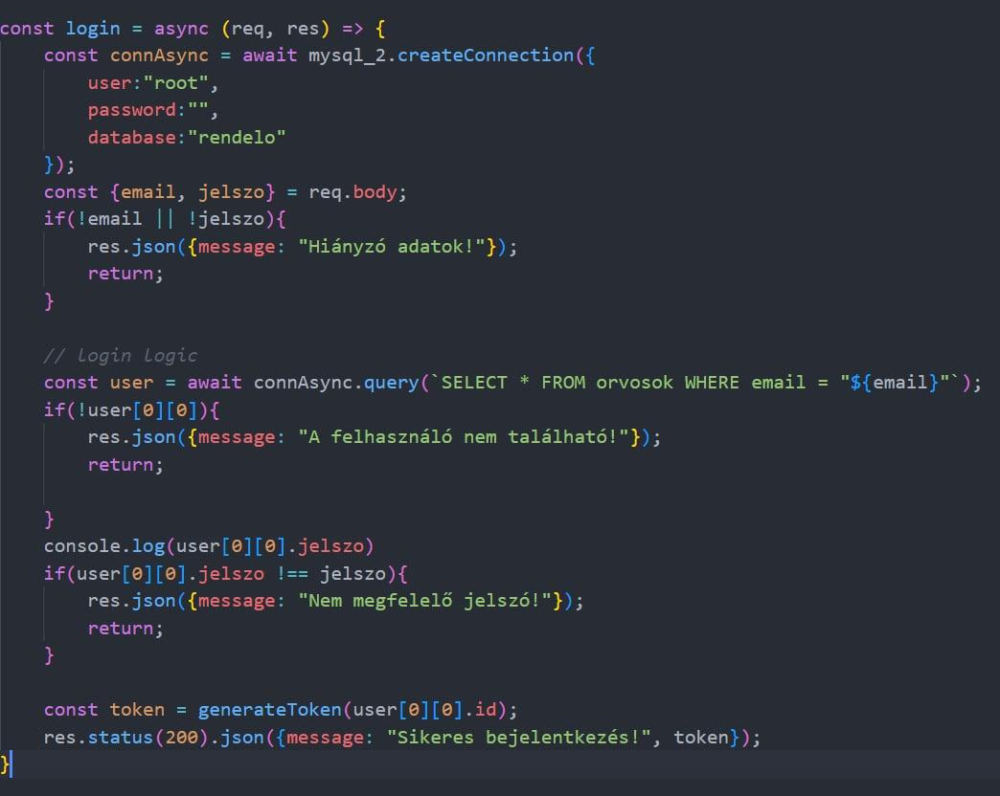 const login = async (req, res) => {
    const connAsync = await mysql_2.createConnection({
        user:"root",
        password:"",
        database:"rendelo"
    });
    const {email, jelszo} = req.body;
    if(!email || !jelszo){
        res.json({message: "Hiányzó adatok!"});
        return;
    }

    // login logic
    const user = await connAsync.query(`SELECT * FROM orvosok WHERE email = "${email}"`);
    if(!user[0][0]){
        res.json({message: "A felhasználó nem található!"});
        return;

    }
    console.log(user[0][0].jelszo)
    if(user[0][0].jelszo !== jelszo){
        res.json({message: "Nem megfelelő jelszó!"});
        return;
    }

    const token = generateToken(user[0][0].id);
    res.status(200).json({message: "Sikeres bejelentkezés!", token});
}